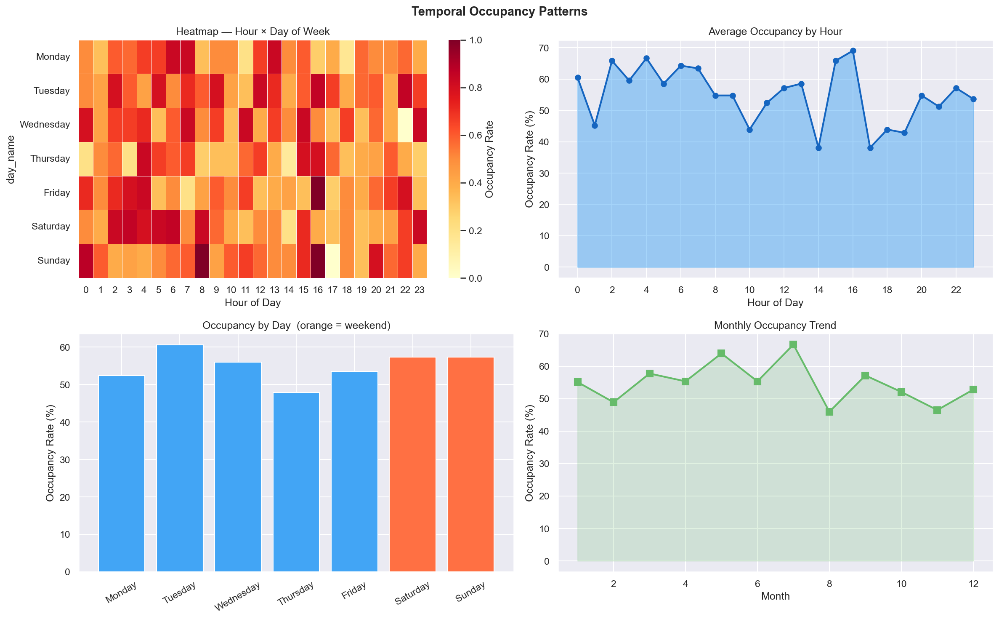 Temporal Occupancy Patterns
Heatmap — Hour × Day of Week
day_name
Monday
Tuesday
Wednesday
Thursday
Friday
Saturday
Sunday
0 1 2 3 4 5 6 7 8 9 10 11 12 13 14 15 16 17 18 19 20 21 22 23
Hour of Day
1.0
0.8
0.6
0.4
0.2
0.0
Occupancy Rate
Average Occupancy by Hour
Occupancy Rate (%)
70
60
50
40
30
20
10
0
0 2 4 6 8 10 12 14 16 18 20 22
Hour of Day
Occupancy by Day (orange = weekend)
Occupancy Rate (%)
60
50
40
30
20
10
0
Monday Tuesday Wednesday Thursday Friday Saturday Sunday
Monthly Occupancy Trend
Occupancy Rate (%)
70
60
50
40
30
20
10
0
2 4 6 8 10 12
Month